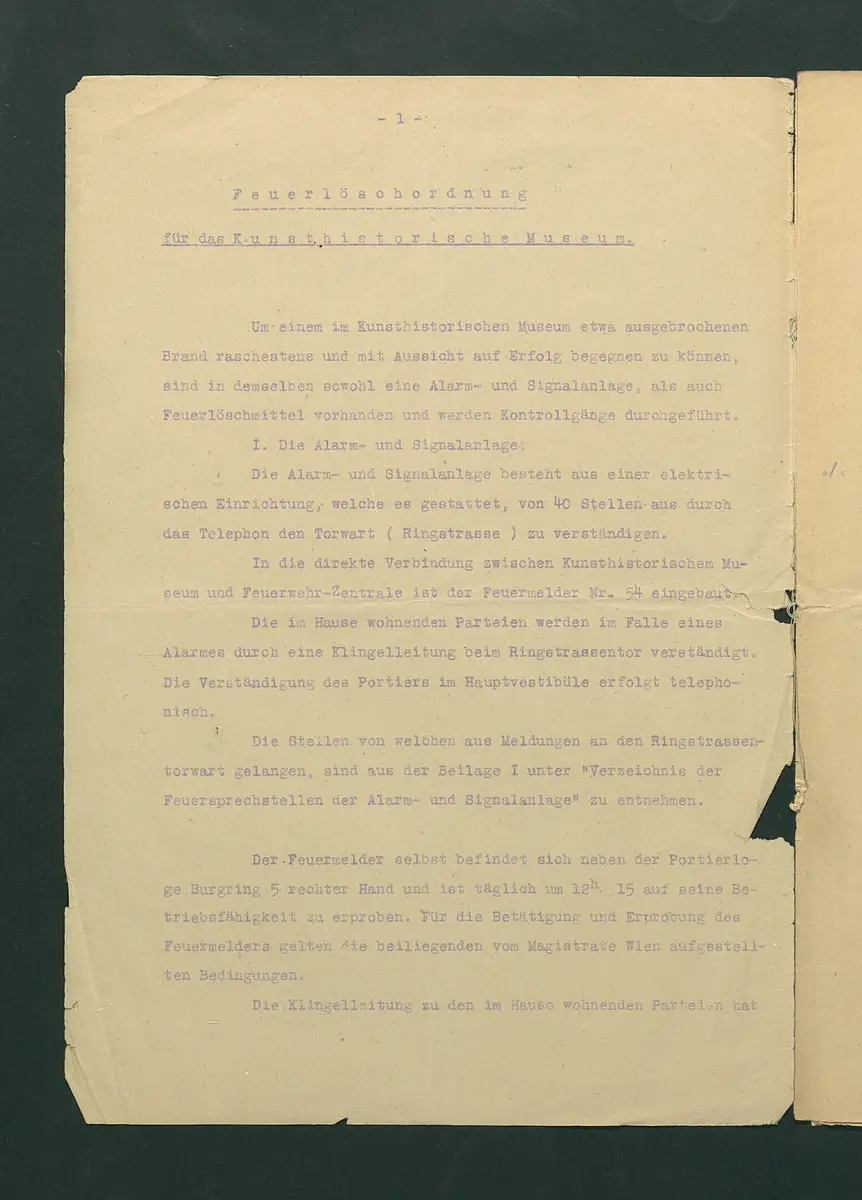 - 1 -
Feuerlöschordnung
für das Kunsthistorische Museum.
Um einem im Kunsthistorischen Museum etwa ausgebrochenen
Brand raschestens und mit Aussicht auf Erfolg begegnen zu können,
sind in demselben sowohl eine Alarm- und Signalanlage, als auch
Feuerlöschmittel vorhanden und werden Kontrollgänge durchgeführt.
I. Die Alarm- und Signalanlage.
Die Alarm- und Signalanlage besteht aus einer elektri-
schen Einrichtung, welche es gestattet, von 40 Stellen aus durch
das Telephon den Torwart ( Ringstrasse ) zu verständigen.
In die direkte Verbindung zwischen Kunsthistorischem Mu-
seum und Feuerwehr-Zentrale ist der Feuermelder Nr. 54 eingebaut.
Die im Hause wohnenden Parteien werden im Falle eines
Alarmes durch eine Klingelleitung beim Ringstrassentor verständigt.
Die Verständigung des Portiers im Hauptvestibüle erfolgt telepho-
nisch.
Die Stellen von welchen aus Meldungen an den Ringstrassen-
torwart gelangen, sind aus der Beilage I unter "Verzeichnis der
Feuersprechstellen der Alarm- und Signalanlage" zu entnehmen.
Der Feuermelder selbst befindet sich neben der Portierlo-
ge Burgring 5 rechter Hand und ist täglich um 12h 15 auf seine Be-
triebsfähigkeit zu erproben. Für die Betätigung und Erprobung des
Feuermelders gelten die beiliegenden vom Magistrate Wien aufgestell-
ten Bedingungen.
Die Klingelleitung zu den im Hause wohnenden Parteien hat
./.